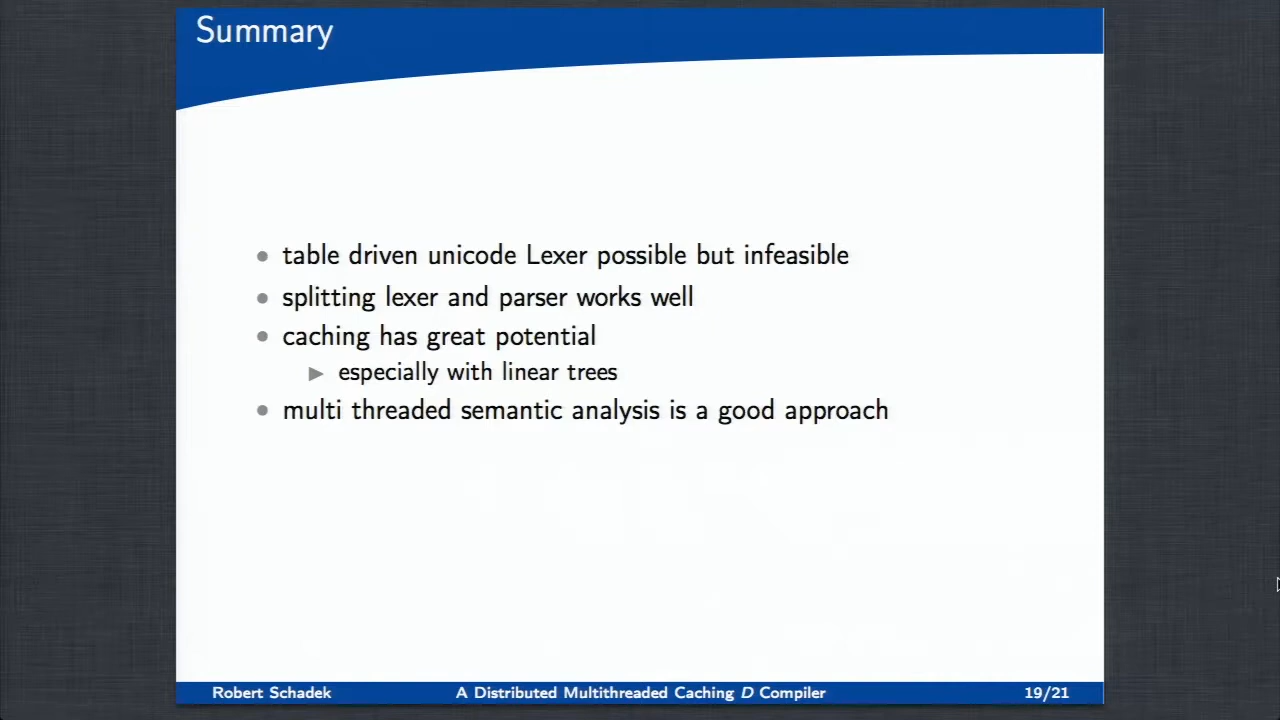 Summary
table driven unicode Lexer possible but infeasible
splitting lexer and parser works well
caching has great potential
especially with linear trees
multi threaded semantic analysis is a good approach
Robert Schadek A Distributed Multithreaded Caching D Compiler 19/21